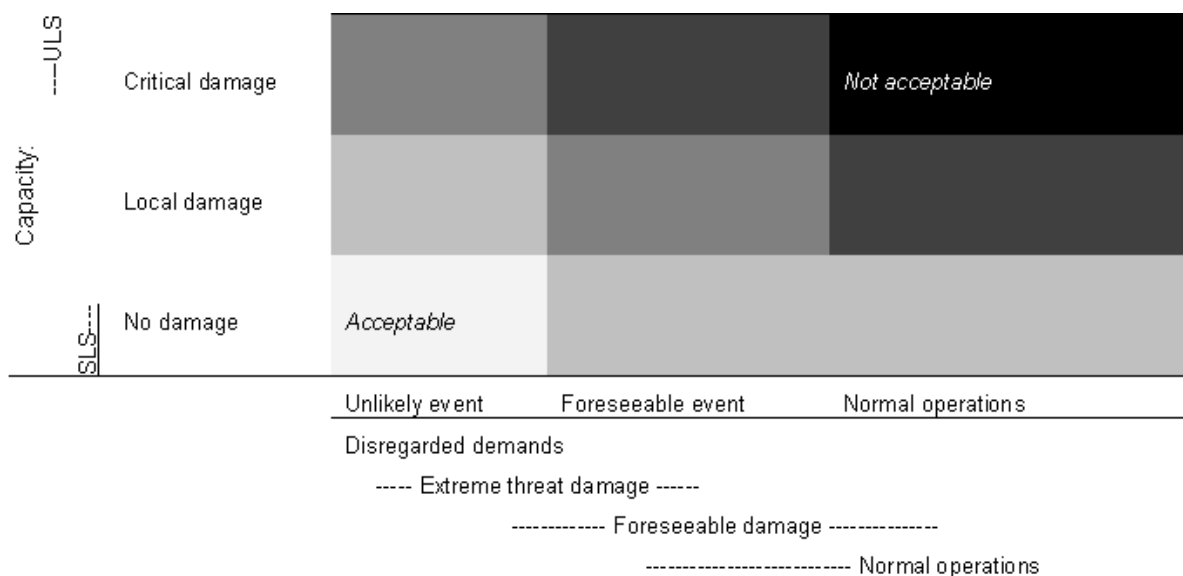 ----ULS
Capacity:
SLS---
Critical damage
Not acceptable
Local damage
No damage
Acceptable
Unlikely event
Foreseeable event
Normal operations
Disregarded demands
----- Extreme threat damage ------
------------- Foreseeable damage ---------------
---------------------------- Normal operations